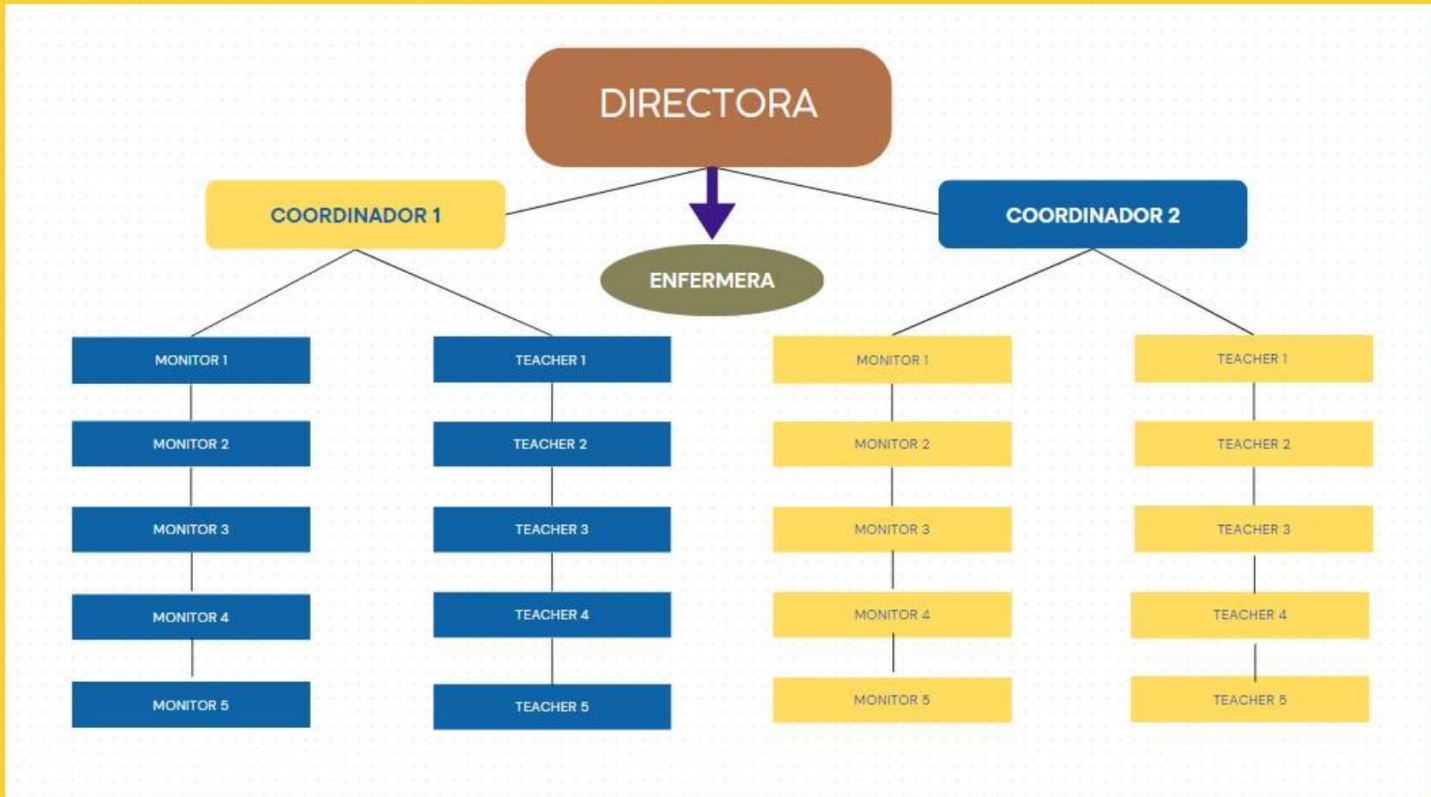 DIRECTORA
COORDINADOR 1
COORDINADOR 2
ENFERMERA
MONITOR 1
TEACHER 1
MONITOR 1
TEACHER 1
MONITOR 2
TEACHER 2
MONITOR 2
TEACHER 2
MONITOR 3
TEACHER 3
MONITOR 3
TEACHER 3
MONITOR 4
TEACHER 4
MONITOR 4
TEACHER 4
MONITOR 5
TEACHER 5
MONITOR 5
TEACHER 5